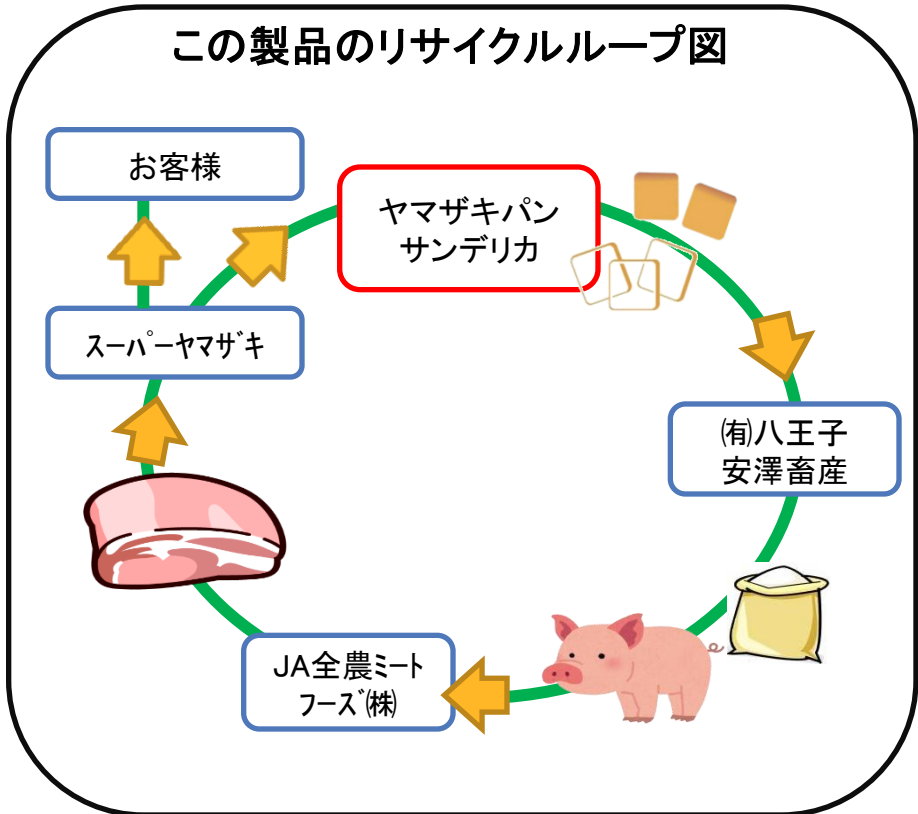 この製品のリサイクルループ図
お客様
ヤマザキパン
サンデリカ
スーパーヤマザキ
㈲八王子
安澤畜産
JA全農ミート
フーズ㈱